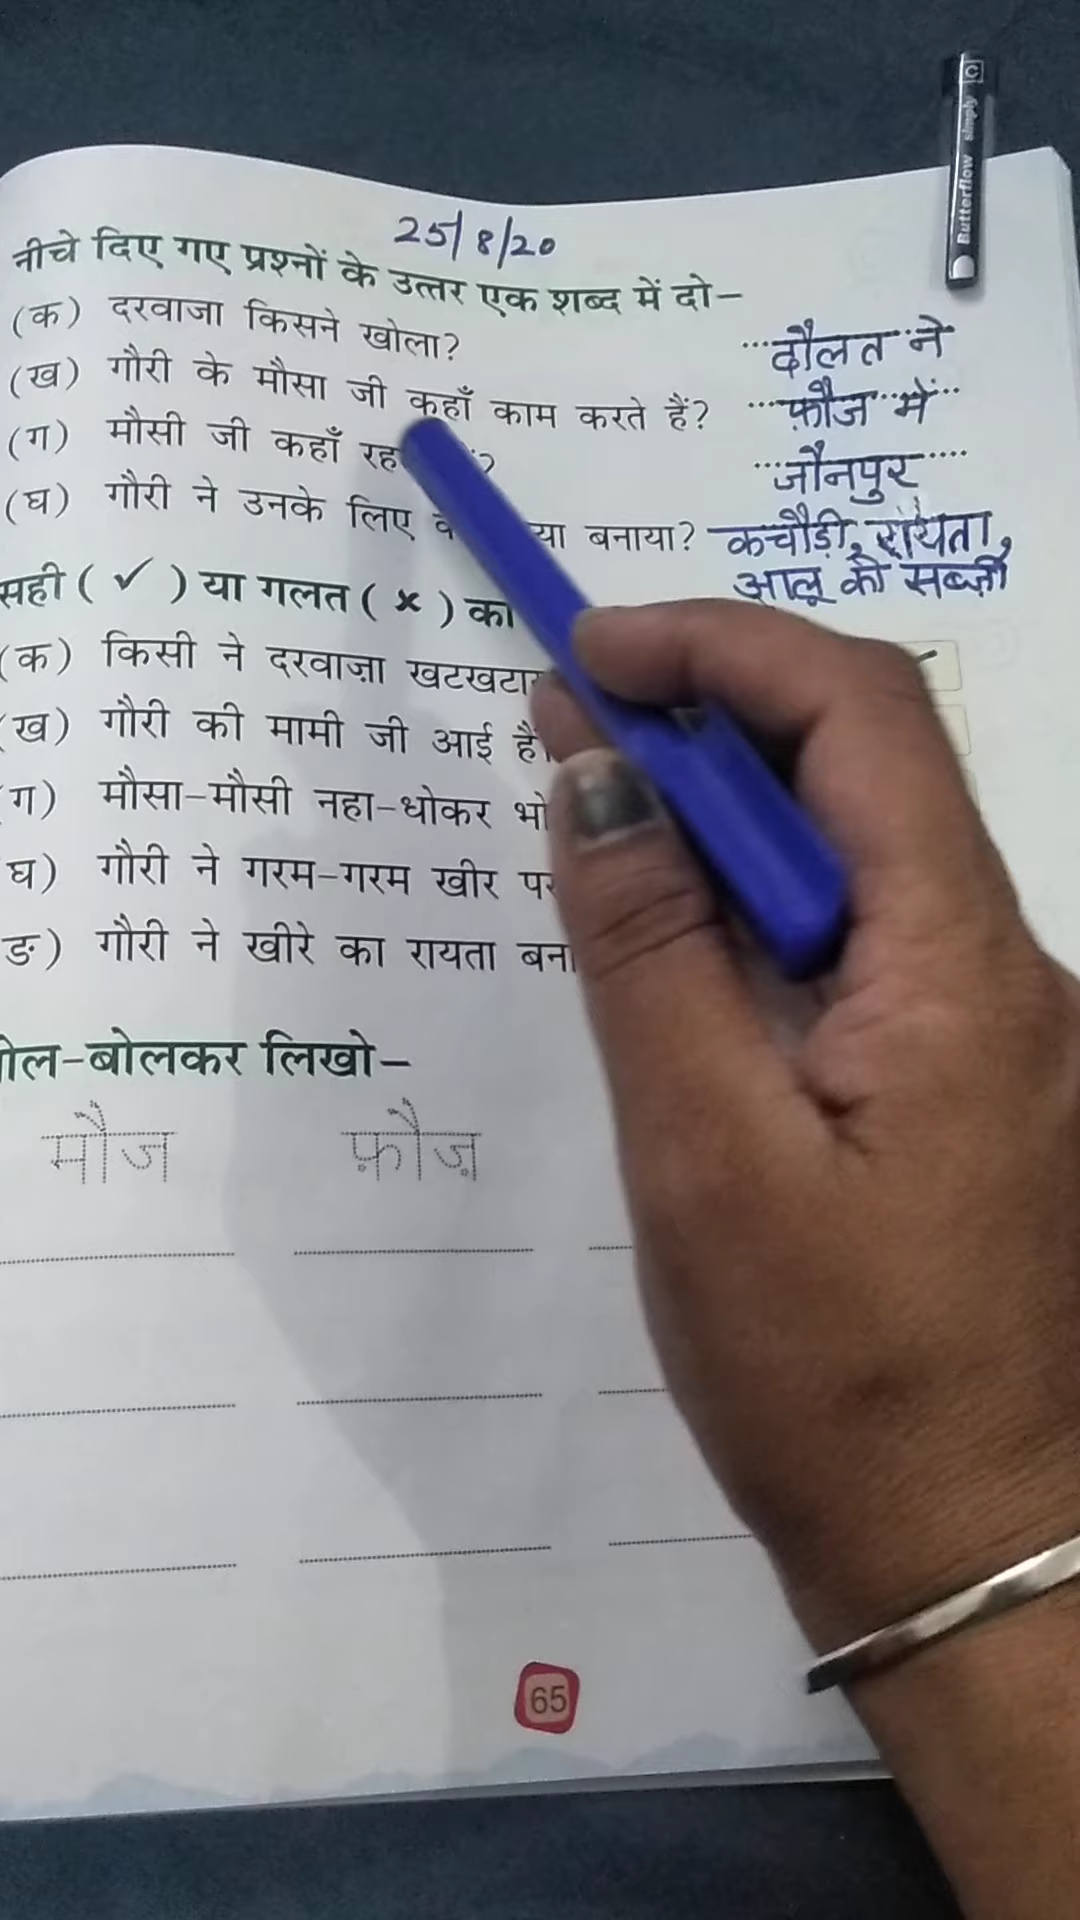 25/8/20
नीचे दिए गए प्रश्नों के उत्तर एक शब्द में दो–
(क) दरवाजा किसने खोला? दौलत ने
(ख) गौरी के मौसा जी कहाँ काम करते हैं? फ़ौज में
(ग) मौसी जी कहाँ जौनपुर
(घ) गौरी ने उनके लिए बनाया? कचौड़ी, रायता,
आलू की सब्ज़ी
सही ( ✓ ) या गलत ( × ) का
(क) किसी ने दरवाज़ा
(ख) गौरी की मामी जी आई हैं
ग) मौसा-मौसी नहा-धोकर
घ) गौरी ने गरम-गरम खीर
ङ) गौरी ने खीरे का रायता
-बोलकर लिखो–
मौज फ़ौज़
65
Butterflow simply